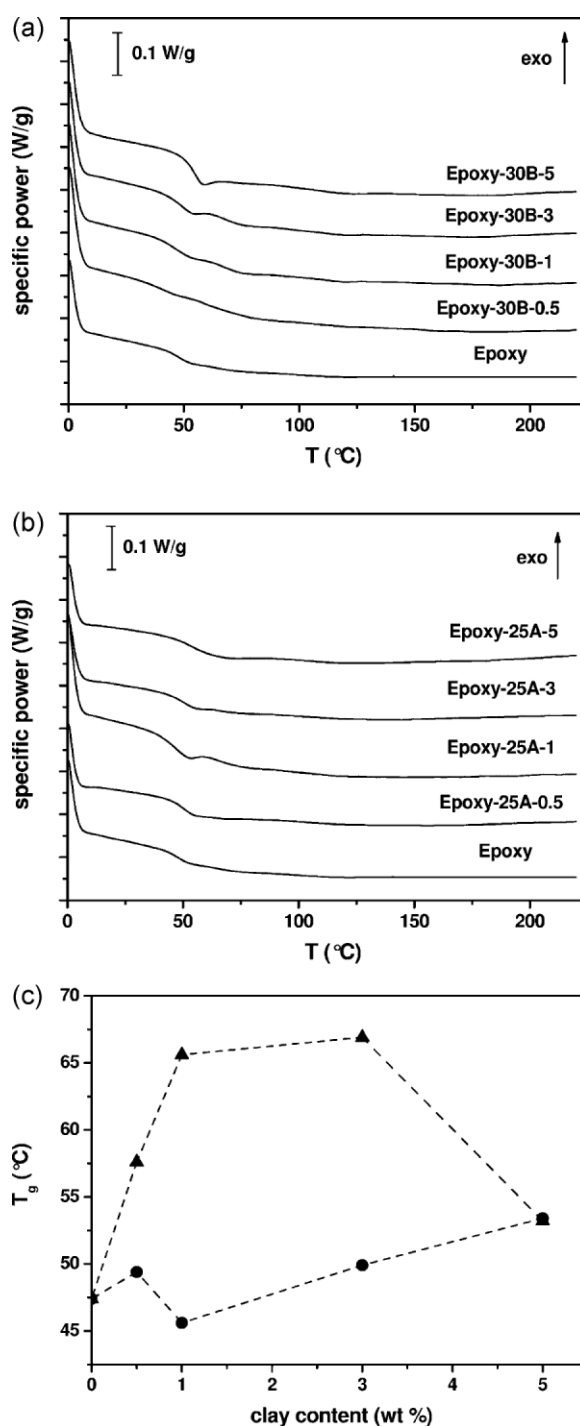 (a)
0.1 W/g
exo
specific power (W/g)
Epoxy-30B-5
Epoxy-30B-3
Epoxy-30B-1
Epoxy-30B-0.5
Epoxy
0 50 100 150 200
T (°C)
(b)
0.1 W/g
exo
specific power (W/g)
Epoxy-25A-5
Epoxy-25A-3
Epoxy-25A-1
Epoxy-25A-0.5
Epoxy
0 50 100 150 200
T (°C)
(c)
70
65
60
55
50
45
Tg (°C)
0 1 2 3 4 5
clay content (wt %)